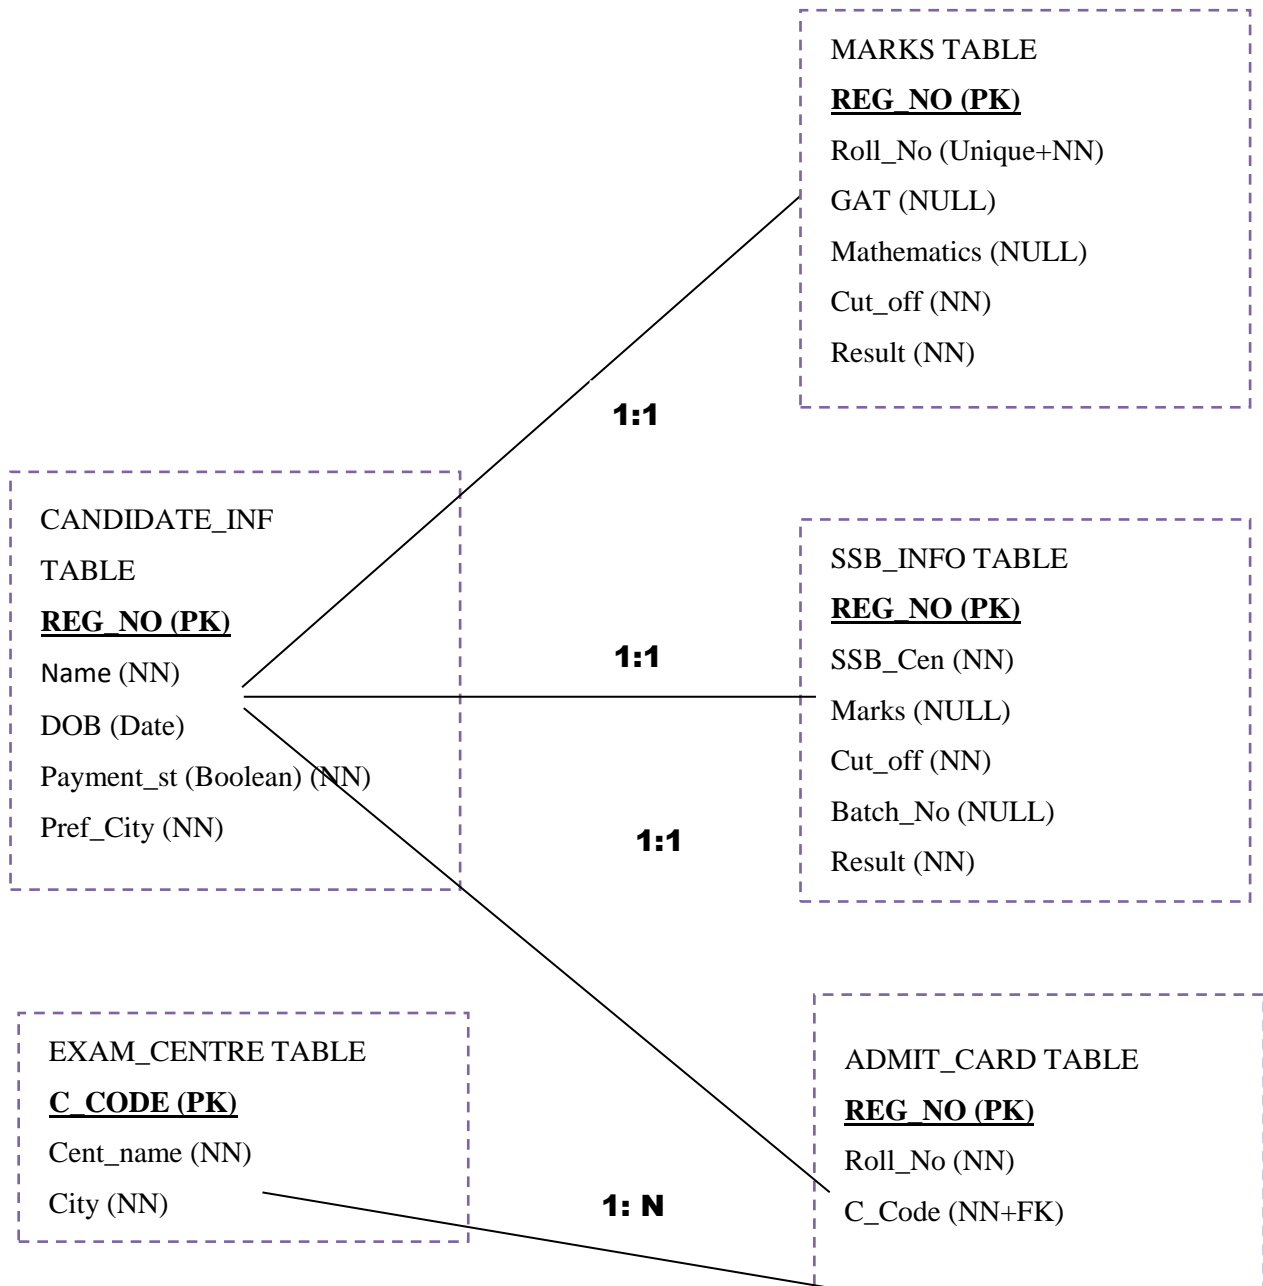 MARKS TABLE
REG_NO (PK)
Roll_No (Unique+NN)
GAT (NULL)
Mathematics (NULL)
Cut_off (NN)
Result (NN)
1:1
CANDIDATE_INF
TABLE
REG_NO (PK)
Name (NN)
DOB (Date)
Payment_st (Boolean) (NN)
Pref_City (NN)
1:1
SSB_INFO TABLE
REG_NO (PK)
SSB_Cen (NN)
Marks (NULL)
Cut_off (NN)
Batch_No (NULL)
Result (NN)
1:1
EXAM_CENTRE TABLE
C_CODE (PK)
Cent_name (NN)
City (NN)
1: N
ADMIT_CARD TABLE
REG_NO (PK)
Roll_No (NN)
C_Code (NN+FK)